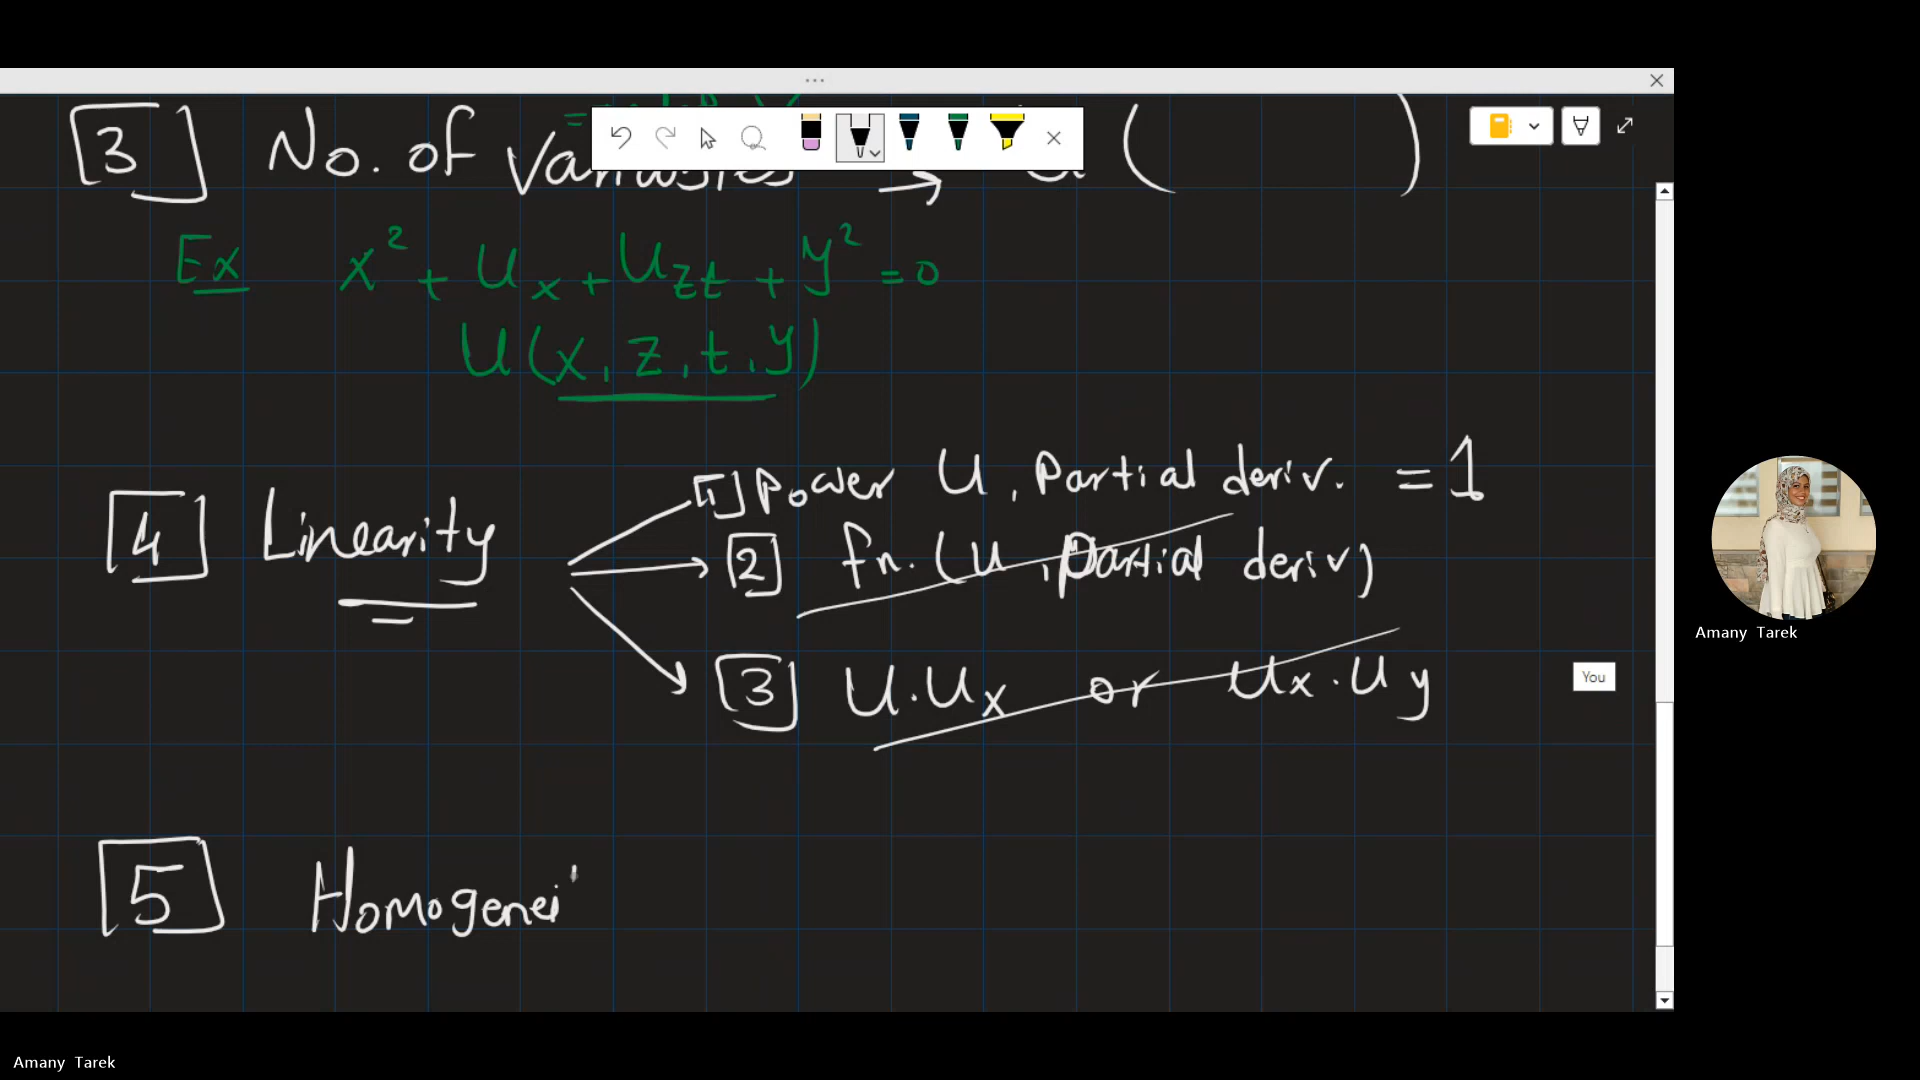 [3] No. of variables → u ( )
Ex x² + Ux + Uzt + y² = 0
U(x, z, t, y)
[4] Linearity
[1] Power U, Partial deriv. = 1
[2] fn. (U, Partial deriv)
[3] U.Ux or Ux.Uy
You
[5] Homogenei
Amany Tarek
Amany Tarek